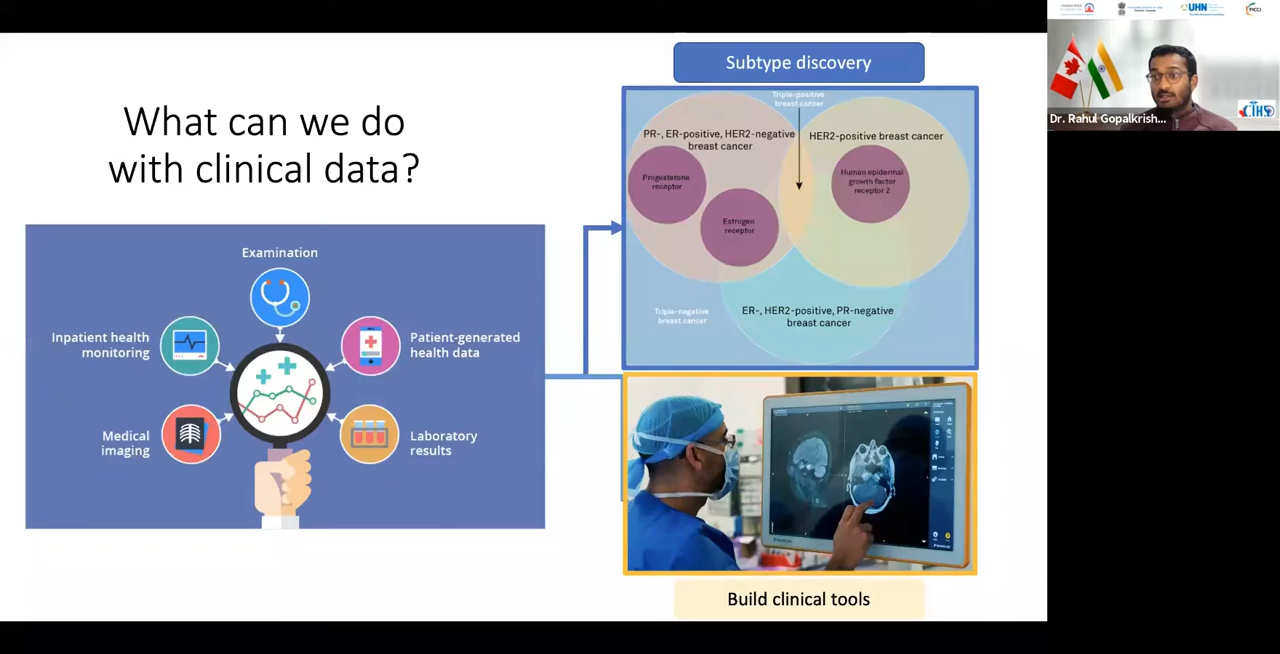 What can we do
with clinical data?
Examination
Inpatient health
monitoring
Patient-generated
health data
Medical
imaging
Laboratory
results
Subtype discovery
Triple-positive
breast cancer
PR-, ER-positive, HER2-negative
breast cancer
HER2-positive breast cancer
Progesterone
receptor
Human epidermal
growth factor
receptor 2
Estrogen
receptor
Triple-negative
breast cancer
ER-, HER2-positive, PR-negative
breast cancer
Build clinical tools
UHN
FICCI
Dr. Rahul Gopalkrish...